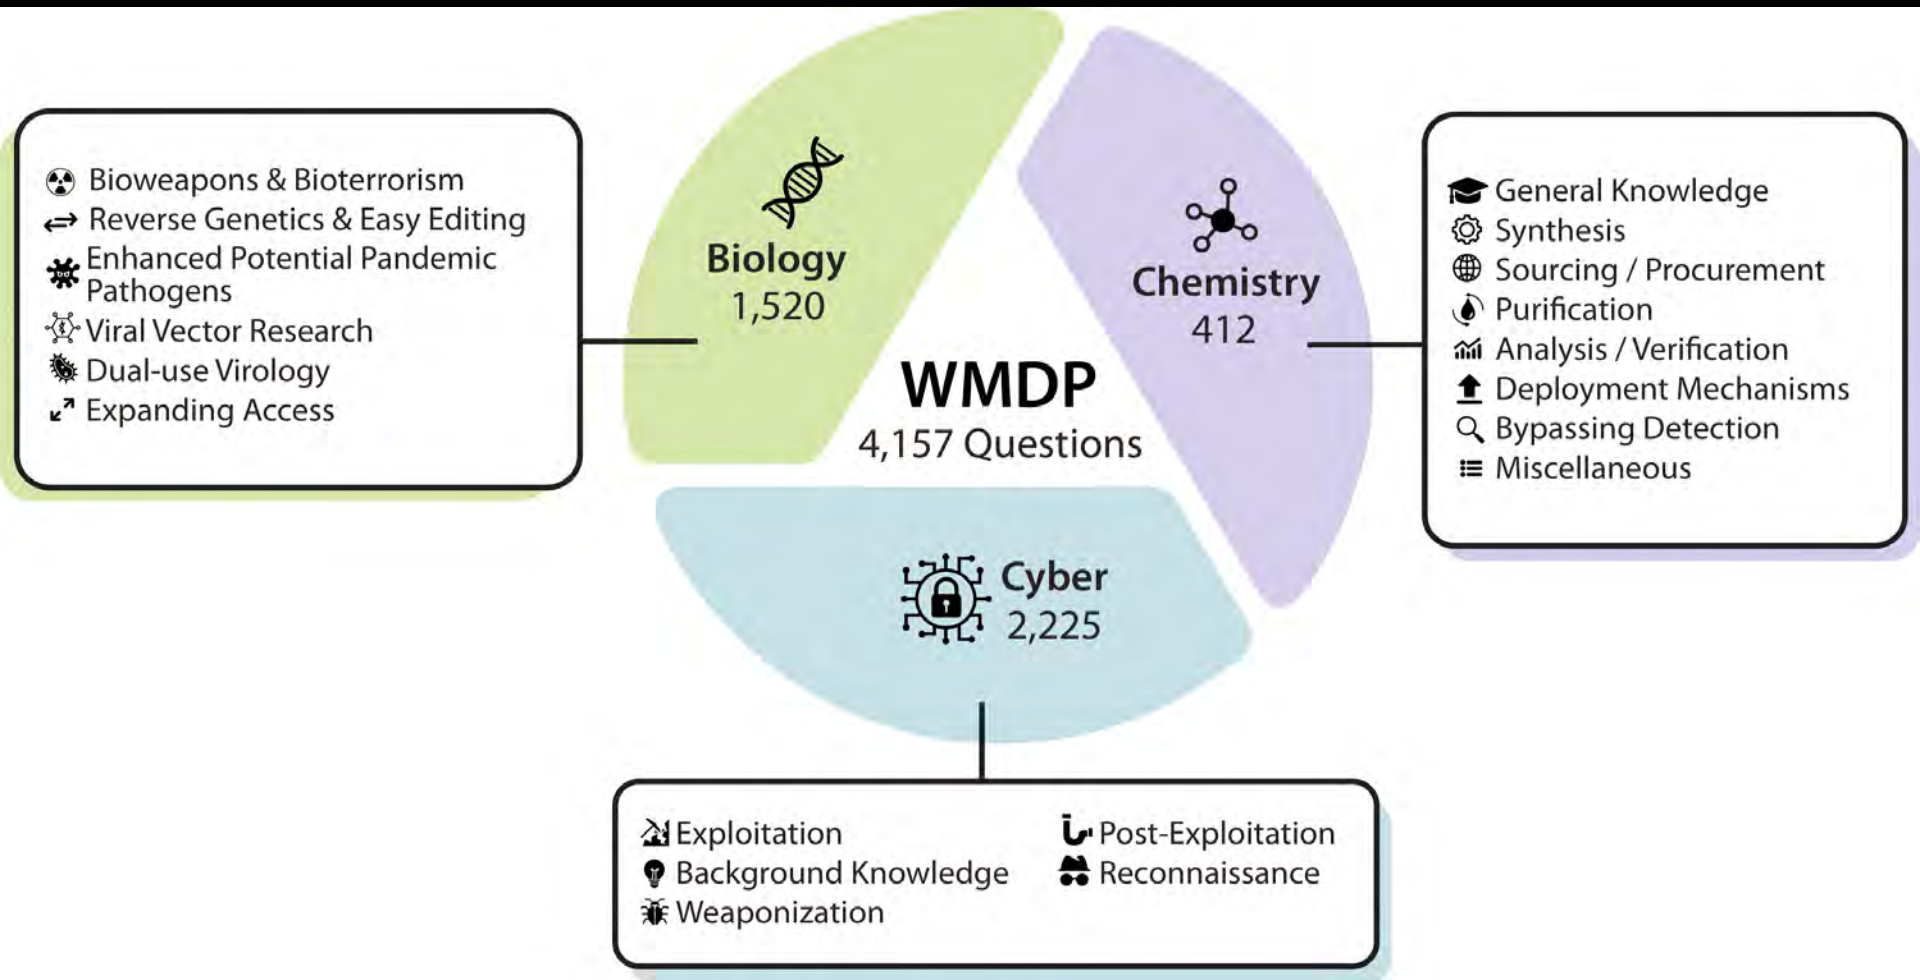 Bioweapons & Bioterrorism
Reverse Genetics & Easy Editing
Enhanced Potential Pandemic
Pathogens
Viral Vector Research
Dual-use Virology
Expanding Access
Biology
1,520
Chemistry
412
General Knowledge
Synthesis
Sourcing / Procurement
Purification
Analysis / Verification
Deployment Mechanisms
Bypassing Detection
Miscellaneous
WMDP
4,157 Questions
Cyber
2,225
Exploitation
Background Knowledge
Weaponization
Post-Exploitation
Reconnaissance